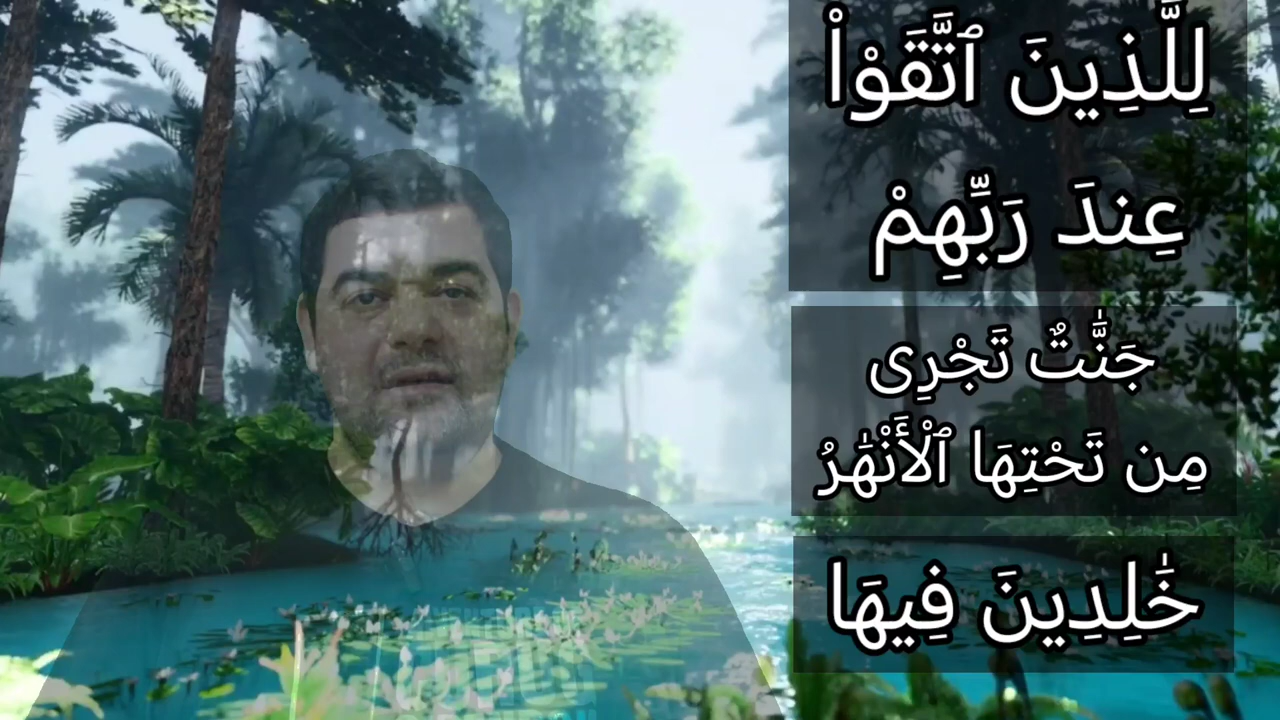 لِلَّذِينَ ٱتَّقَوْا۟
عِندَ رَبِّهِمْ
جَنَّٰتٌ تَجْرِى
مِن تَحْتِهَا ٱلْأَنْهَٰرُ
خَٰلِدِينَ فِيهَا